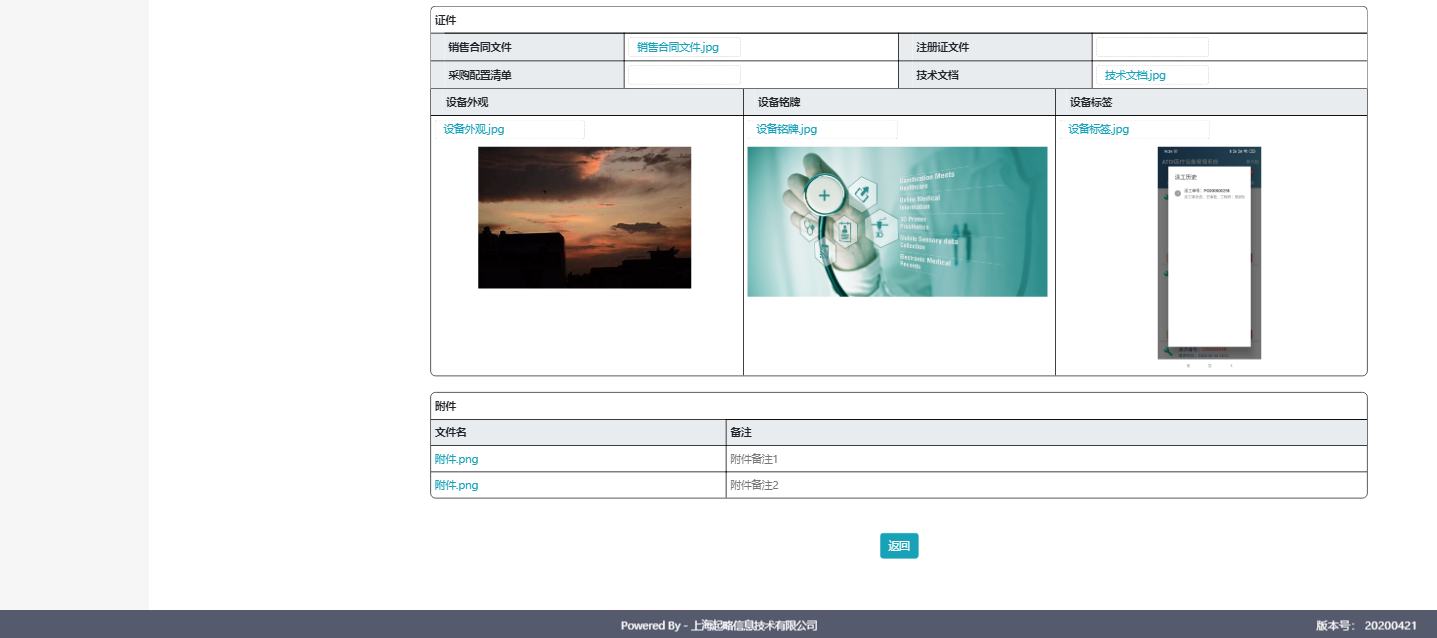 证件
销售合同文件 销售合同文件.jpg 注册证文件
采购配置清单 技术文档 技术文档.jpg
设备外观 设备铭牌 设备标签
设备外观.jpg 设备铭牌.jpg 设备标签.jpg
Healthcare
Online Medical
Information
3D Printer
Prosthetics
Mobile Sensory data
Collection
Electronic Medical
Records
派工历史
附件
文件名 备注
附件.png 附件备注1
附件.png 附件备注2
返回
Powered By - 上海起略信息技术有限公司 版本号： 20200421